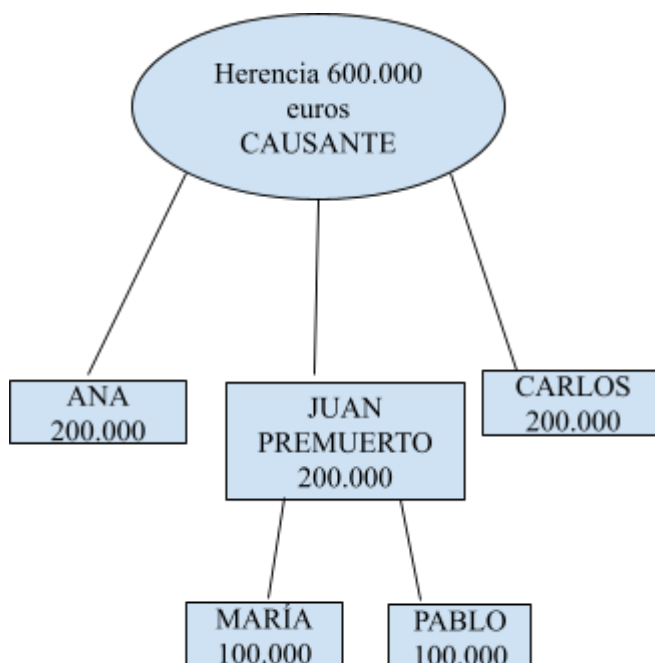 Herencia 600.000
euros
CAUSANTE
ANA
200.000
JUAN
PREMUERTO
200.000
CARLOS
200.000
MARÍA
100.000
PABLO
100.000